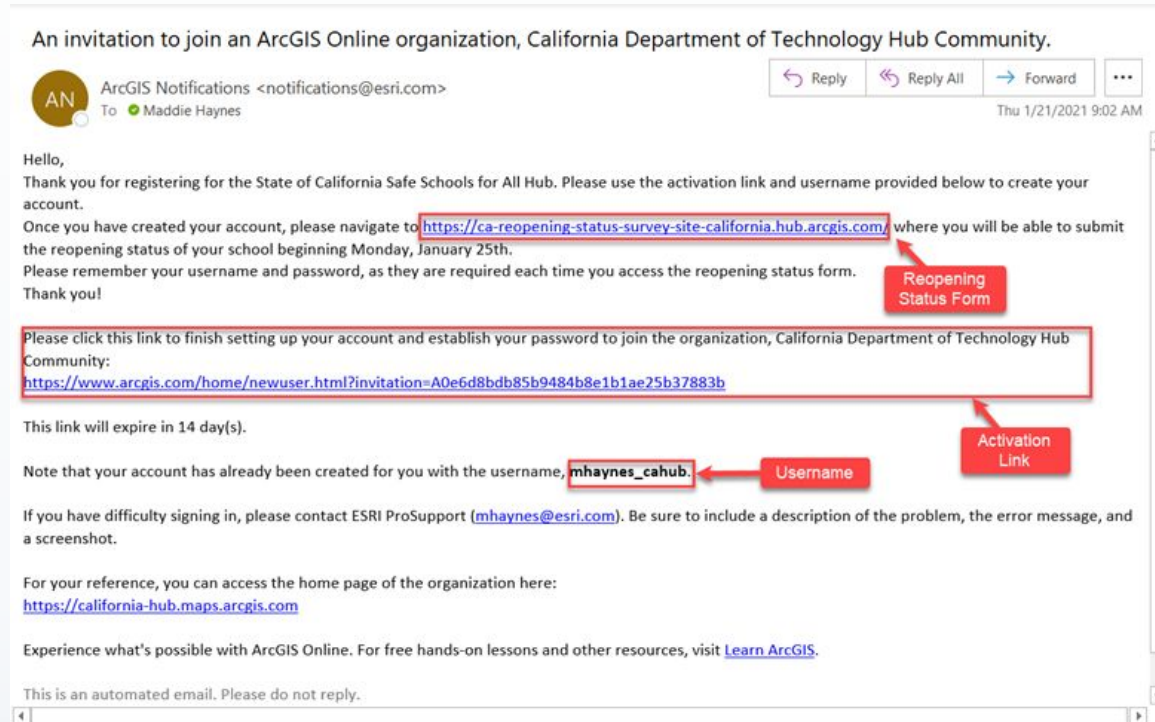 An invitation to join an ArcGIS Online organization, California Department of Technology Hub Community.
AN
ArcGIS Notifications <notifications@esri.com>
To Maddie Haynes
Reply
Reply All
Forward
...
Thu 1/21/2021 9:02 AM
Hello,
Thank you for registering for the State of California Safe Schools for All Hub. Please use the activation link and username provided below to create your
account.
Once you have created your account, please navigate to https://ca-reopening-status-survey-site-california.hub.arcgis.com/ where you will be able to submit
the reopening status of your school beginning Monday, January 25th.
Please remember your username and password, as they are required each time you access the reopening status form.
Thank you!
Reopening
Status Form
Please click this link to finish setting up your account and establish your password to join the organization, California Department of Technology Hub
Community:
https://www.arcgis.com/home/newuser.html?invitation=A0e6d8bdb85b9484b8e1b1ae25b37883b
This link will expire in 14 day(s).
Activation
Link
Note that your account has already been created for you with the username, mhaynes_cahub.
Username
If you have difficulty signing in, please contact ESRI ProSupport (mhaynes@esri.com). Be sure to include a description of the problem, the error message, and
a screenshot.
For your reference, you can access the home page of the organization here:
https://california-hub.maps.arcgis.com
Experience what's possible with ArcGIS Online. For free hands-on lessons and other resources, visit Learn ArcGIS.
This is an automated email. Please do not reply.